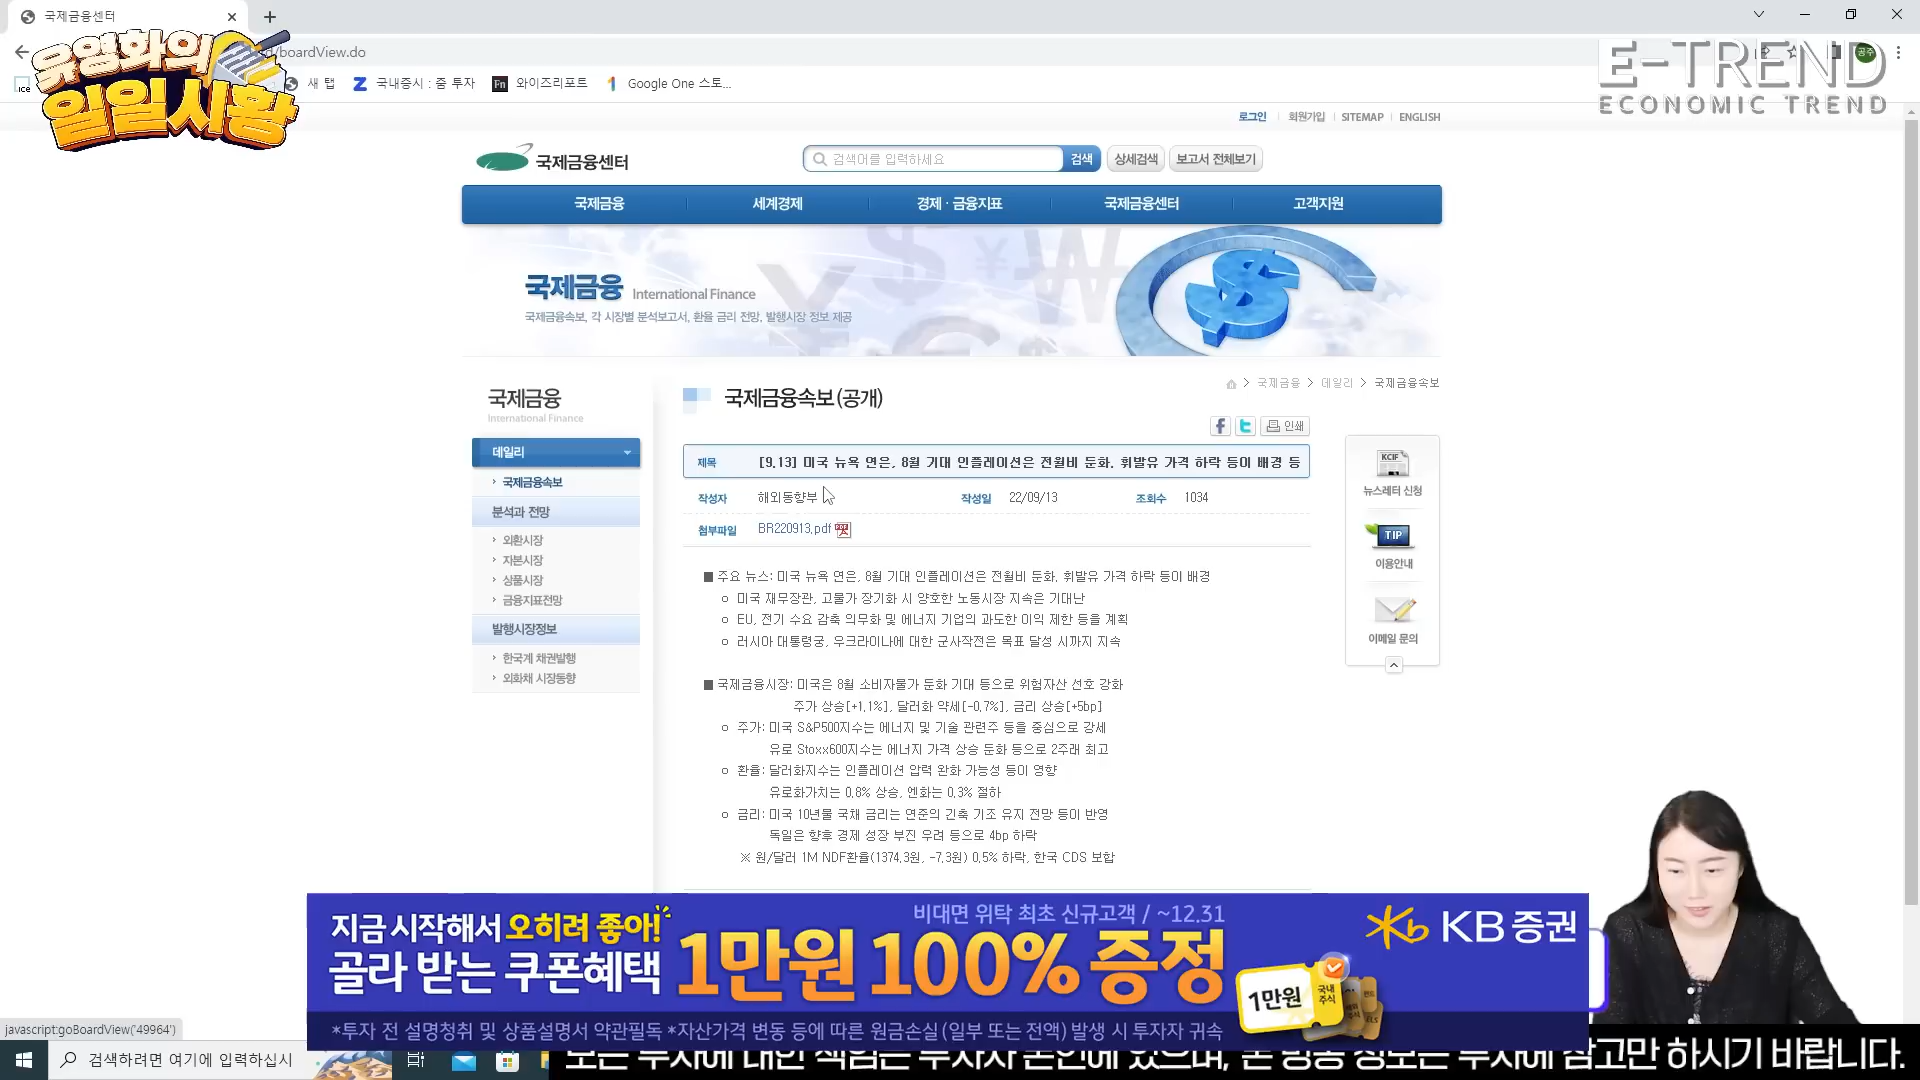 국제금융센터
d/boardView.do
공주
유영화의
일일시황
ice
새 탭
국내증시 : 줌 투자
Fn
와이즈리포트
Google One 스토...
E-TREND
ECONOMIC TREND
로그인
회원가입
SITEMAP
ENGLISH
국제금융센터
검색어를 입력하세요
검색
상세검색
보고서 전체보기
국제금융
세계경제
경제 · 금융지표
국제금융센터
고객지원
국제금융 International Finance
국제금융속보, 각 시장별 분석보고서, 환율 금리 전망, 발행시장 정보 제공
국제금융
International Finance
데일리
국제금융속보
분석과 전망
외환시장
자본시장
상품시장
금융지표전망
발행시장정보
한국계 채권발행
외화채 시장동향
국제금융속보(공개)
국제금융 > 데일리 > 국제금융속보
인쇄
제목 [9.13] 미국 뉴욕 연은, 8월 기대 인플레이션은 전월비 둔화. 휘발유 가격 하락 등이 배경 등
작성자 해외동향부 작성일 22/09/13 조회수 1034
첨부파일 BR220913.pdf
■ 주요 뉴스: 미국 뉴욕 연은, 8월 기대 인플레이션은 전월비 둔화. 휘발유 가격 하락 등이 배경
ㅇ 미국 재무장관, 고물가 장기화 시 양호한 노동시장 지속은 기대난
ㅇ EU, 전기 수요 감축 의무화 및 에너지 기업의 과도한 이익 제한 등을 계획
ㅇ 러시아 대통령궁, 우크라이나에 대한 군사작전은 목표 달성 시까지 지속
■ 국제금융시장: 미국은 8월 소비자물가 둔화 기대 등으로 위험자산 선호 강화
주가 상승[+1.1%], 달러화 약세[-0.7%], 금리 상승[+5bp]
ㅇ 주가: 미국 S&P500지수는 에너지 및 기술 관련주 등을 중심으로 강세
유로 Stoxx600지수는 에너지 가격 상승 둔화 등으로 2주래 최고
ㅇ 환율: 달러화지수는 인플레이션 압력 완화 가능성 등이 영향
유로화가치는 0.8% 상승, 엔화는 0.3% 절하
ㅇ 금리: 미국 10년물 국채 금리는 연준의 긴축 기조 유지 전망 등이 반영
독일은 향후 경제 성장 부진 우려 등으로 4bp 하락
※ 원/달러 1M NDF환율(1374.3원, -7.3원) 0.5% 하락, 한국 CDS 보합
KCIF
뉴스레터 신청
TIP
이용안내
이메일 문의
지금 시작해서 오히려 좋아!
골라 받는 쿠폰혜택
비대면 위탁 최초 신규고객 / ~12.31
1만원 100% 증정
1만원
국내
주식
ELS
KB 증권
*투자 전 설명청취 및 상품설명서 약관필독 *자산가격 변동 등에 따른 원금손실 (일부 또는 전액) 발생 시 투자자 귀속
javascript:goBoardView('49964')
검색하려면 여기에 입력하십시
모든 투자에 대한 책임은 투자자 본인에 있으며, 본 방송 정보는 투자에 참고만 하시기 바랍니다.